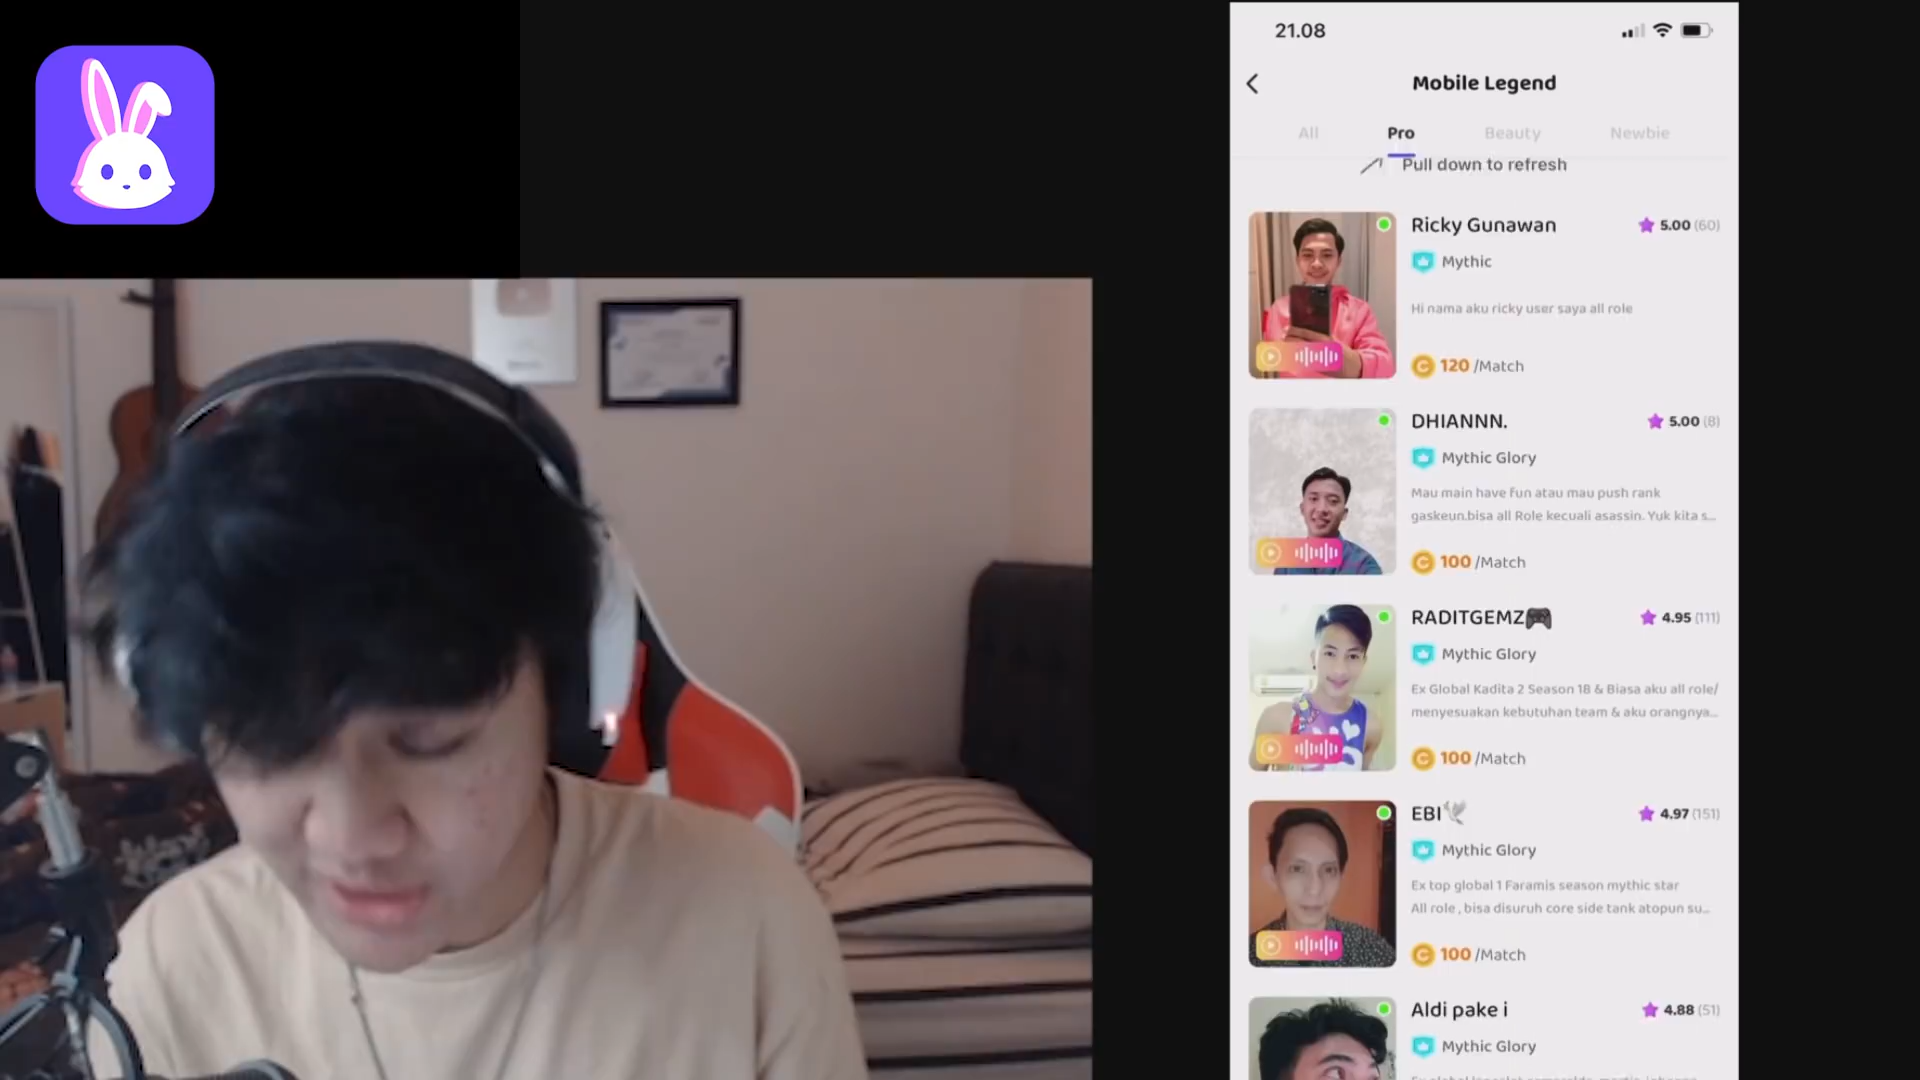 21.08
Mobile Legend
All Pro Beauty Newbie
Pull down to refresh
Ricky Gunawan 5.00 (60)
Mythic
Hi nama aku ricky user saya all role
120 /Match
DHIANNN. 5.00 (8)
Mythic Glory
Mau main have fun atau mau push rank
gaskeun.bisa all Role kecuali asassin. Yuk kita s...
100 /Match
RADITGEMZ🎮 4.95 (111)
Mythic Glory
Ex Global Kadita 2 Season 18 & Biasa aku all role/
menyesuakan kebutuhan team & aku orangnya...
100 /Match
EBI🕊 4.97 (151)
Mythic Glory
Ex top global 1 Faramis season mythic star
All role , bisa disuruh core side tank atopun su...
100 /Match
Aldi pake i 4.88 (51)
Mythic Glory